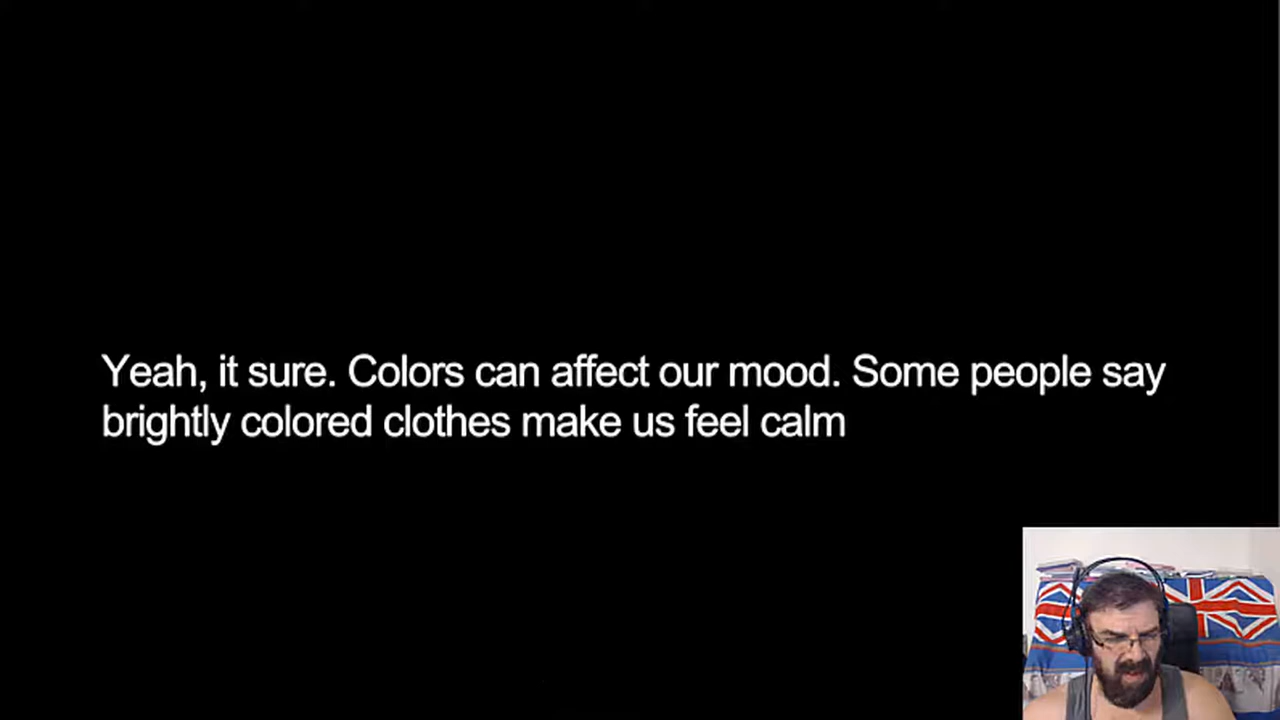 Yeah, it sure. Colors can affect our mood. Some people say
brightly colored clothes make us feel calm